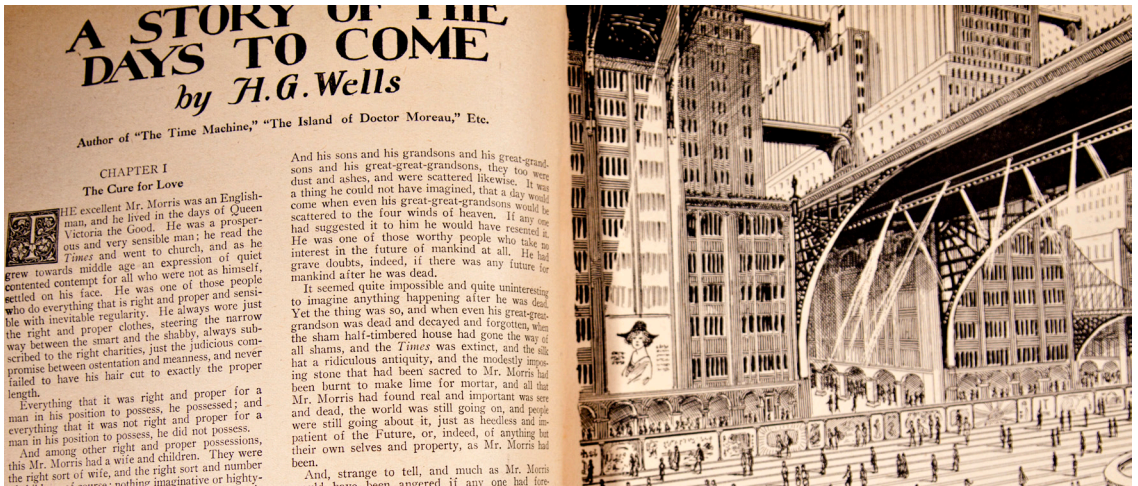 A STORY OF THE
DAYS TO COME
by H.G. Wells
Author of "The Time Machine," "The Island of Doctor Moreau," Etc.
CHAPTER I
The Cure for Love
THE excellent Mr. Morris was an English-
man, and he lived in the days of Queen
Victoria the Good. He was a prosper-
ous and very sensible man; he read the
Times and went to church, and as he
grew towards middle age an expression of quiet
contented contempt for all who were not as himself,
settled on his face. He was one of those people
who do everything that is right and proper and sensi-
ble with inevitable regularity. He always wore just
the right and proper clothes, steering the narrow
way between the smart and the shabby, always sub-
scribed to the right charities, just the judicious com-
promise between ostentation and meanness, and never
failed to have his hair cut to exactly the proper
length.
Everything that it was right and proper for a
man in his position to possess, he possessed; and
everything that it was not right and proper for a
man in his position to possess, he did not possess.
And among other right and proper possessions,
this Mr. Morris had a wife and children. They were
the right sort of wife, and the right sort and number
of course; nothing imaginative or highty-
And his sons and his grandsons and his great-grand-
sons and his great-great-grandsons, they too were
dust and ashes, and were scattered likewise. It was
a thing he could not have imagined, that a day would
come when even his great-great-grandsons would be
scattered to the four winds of heaven. If any one
had suggested it to him he would have resented it.
He was one of those worthy people who take no
interest in the future of mankind at all. He had
grave doubts, indeed, if there was any future for
mankind after he was dead.
It seemed quite impossible and quite uninteresting
to imagine anything happening after he was dead.
Yet the thing was so, and when even his great-great-
grandson was dead and decayed and forgotten, when
the sham half-timbered house had gone the way of
all shams, and the Times was extinct, and the silk
hat a ridiculous antiquity, and the modestly impos-
ing stone that had been sacred to Mr. Morris had
been burnt to make lime for mortar, and all that
Mr. Morris had found real and important was sere
and dead, the world was still going on, and people
were still going about it, just as heedless and im-
patient of the Future, or, indeed, of anything but
their own selves and property, as Mr. Morris had
been.
And, strange to tell, and much as Mr. Morris
would have been angered if any one had fore-